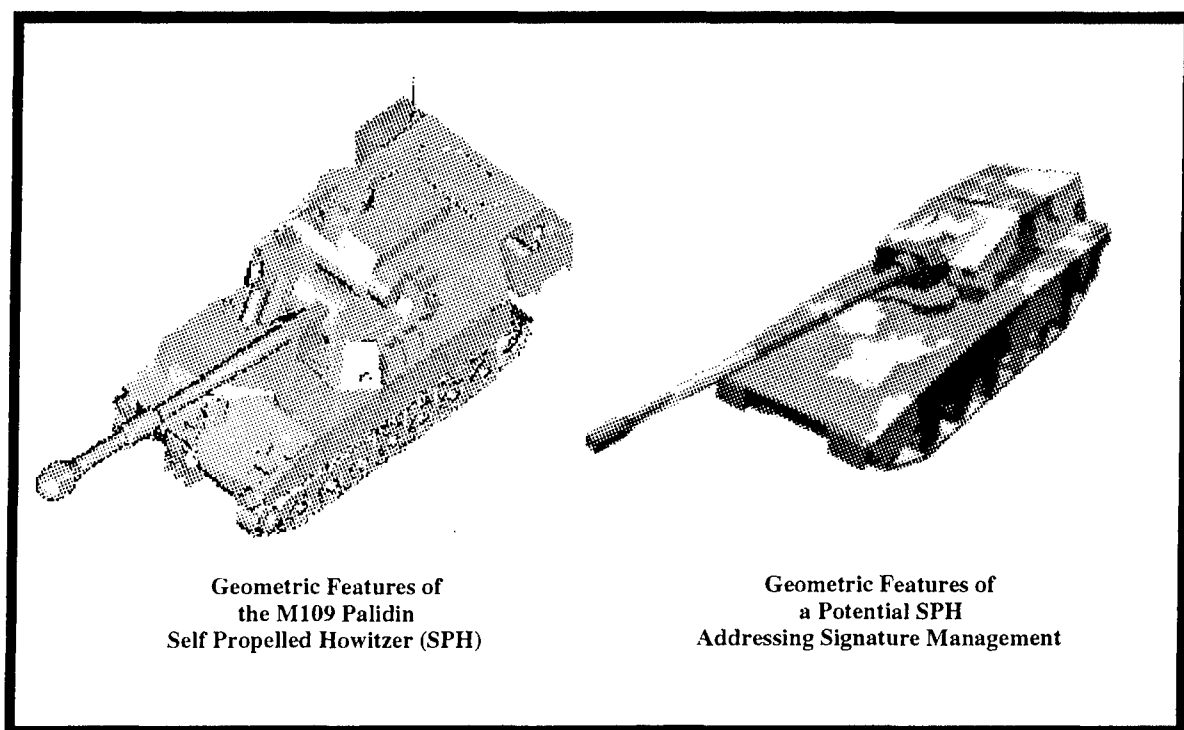 Geometric Features of
the M109 Palidin
Self Propelled Howitzer (SPH)
Geometric Features of
a Potential SPH
Addressing Signature Management